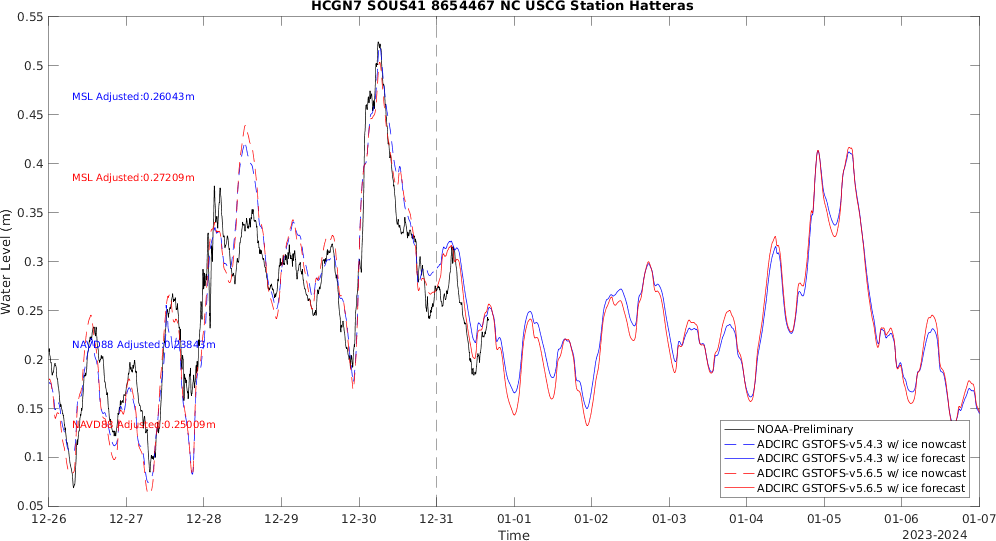 HCGN7 SOUS41 8654467 NC USCG Station Hatteras
Water Level (m)
0.55
0.5
0.45
0.4
0.35
0.3
0.25
0.2
0.15
0.1
0.05
MSL Adjusted:0.26043m
MSL Adjusted:0.27209m
NAVD88 Adjusted:0.23843m
NAVD88 Adjusted:0.25009m
NOAA-Preliminary
ADCIRC GSTOFS-v5.4.3 w/ ice nowcast
ADCIRC GSTOFS-v5.4.3 w/ ice forecast
ADCIRC GSTOFS-v5.6.5 w/ ice nowcast
ADCIRC GSTOFS-v5.6.5 w/ ice forecast
12-26 12-27 12-28 12-29 12-30 12-31 01-01 01-02 01-03 01-04 01-05 01-06 01-07
Time
2023-2024